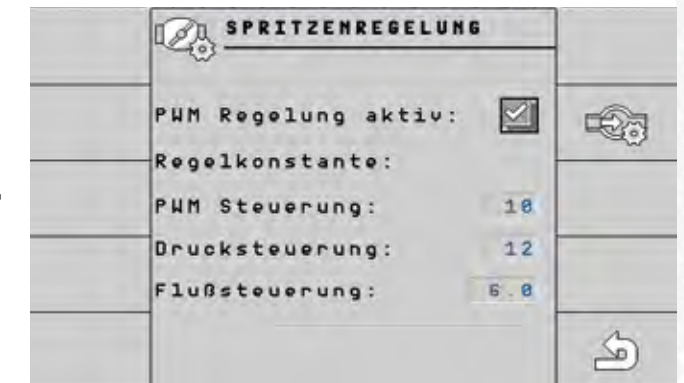 SPRITZENREGELUNG
PWM Regelung aktiv:
Regelkonstante:
PWM Steuerung: 10
Drucksteuerung: 12
Flußsteuerung: 6.0